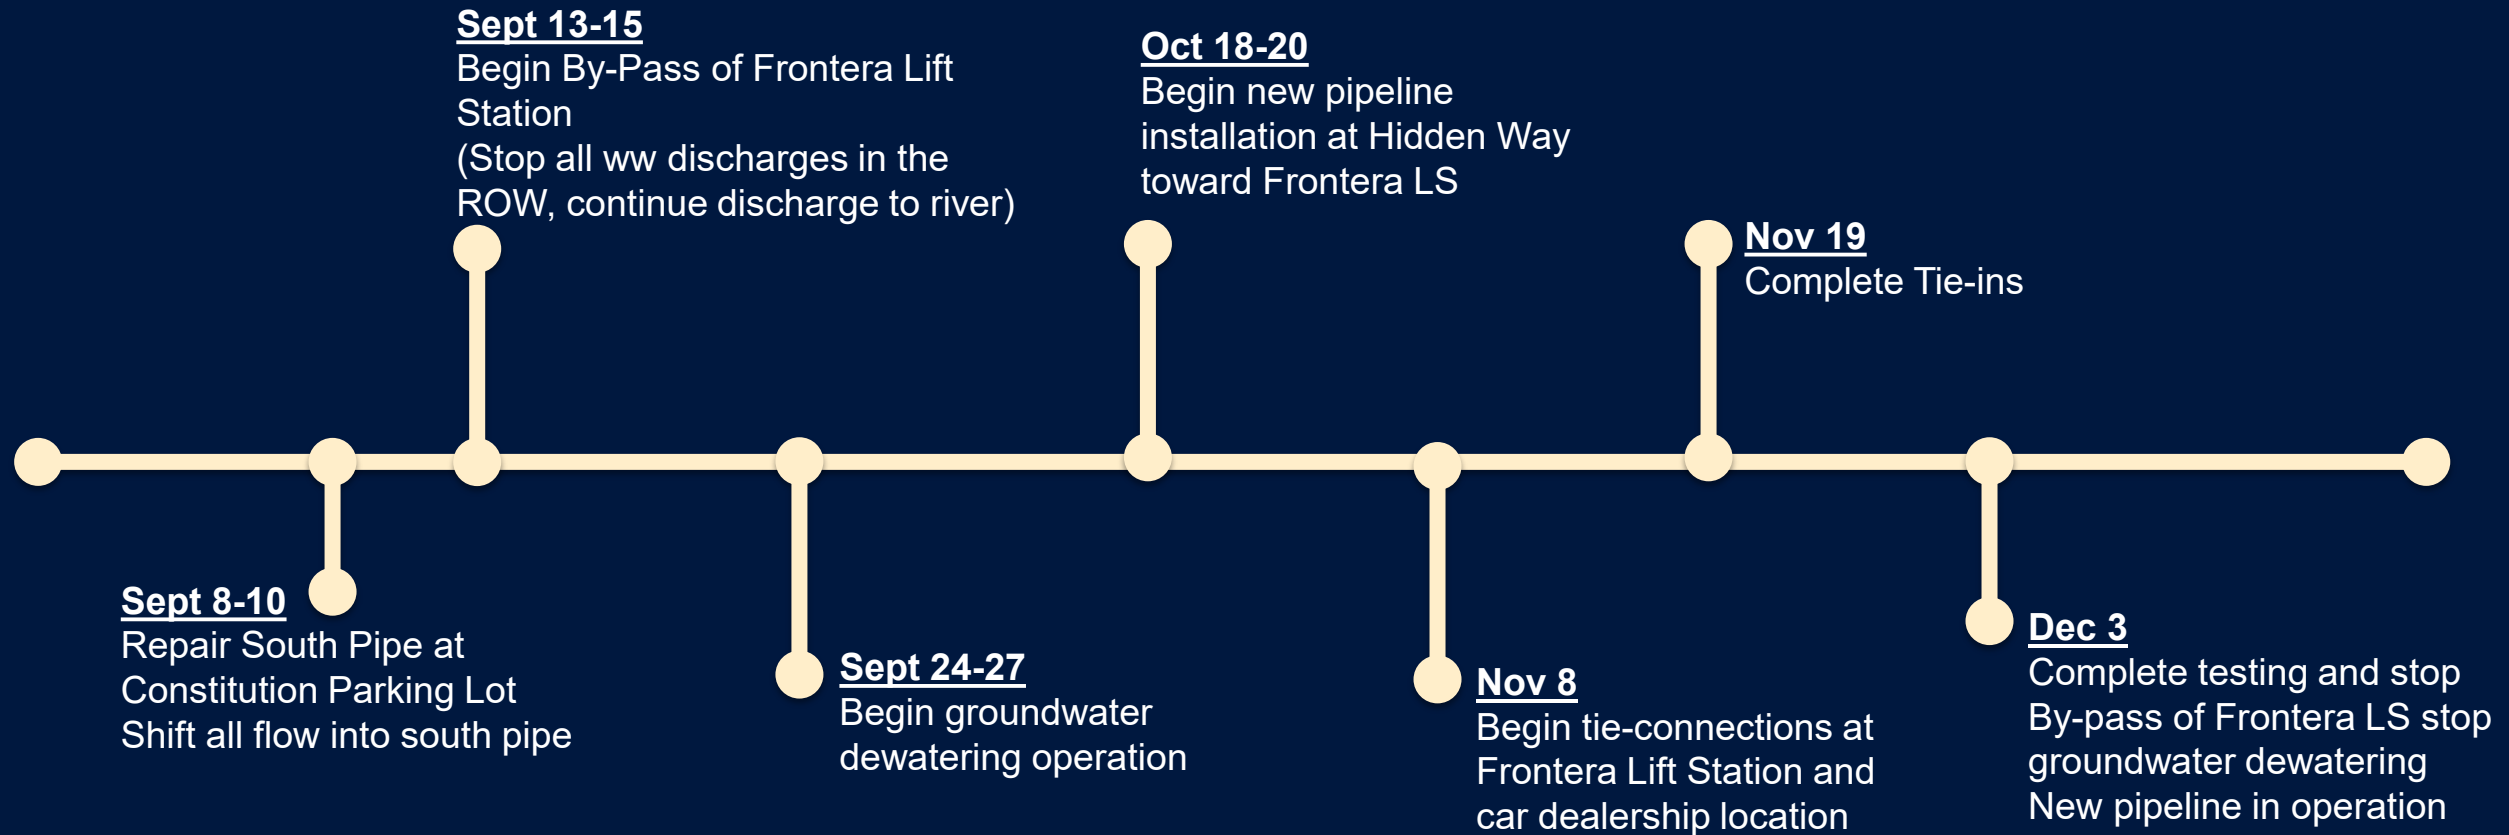 Sept 13-15
Begin By-Pass of Frontera Lift
Station
(Stop all ww discharges in the
ROW, continue discharge to river)
Oct 18-20
Begin new pipeline
installation at Hidden Way
toward Frontera LS
Nov 19
Complete Tie-ins
Sept 8-10
Repair South Pipe at
Constitution Parking Lot
Shift all flow into south pipe
Sept 24-27
Begin groundwater
dewatering operation
Nov 8
Begin tie-connections at
Frontera Lift Station and
car dealership location
Dec 3
Complete testing and stop
By-pass of Frontera LS stop
groundwater dewatering
New pipeline in operation